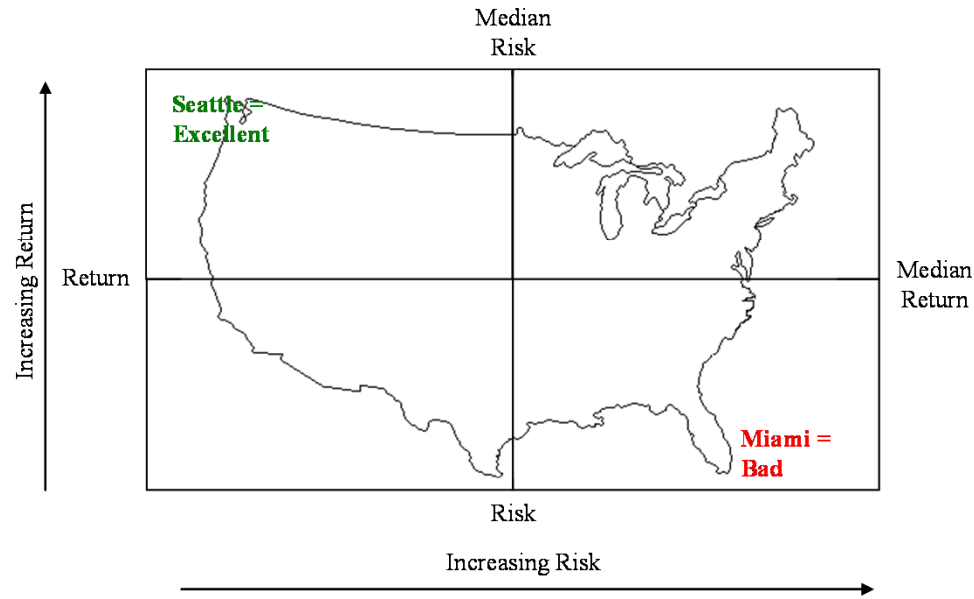 Median
Risk
Seattle =
Excellent
Increasing Return
Return
Median
Return
Miami =
Bad
Risk
Increasing Risk